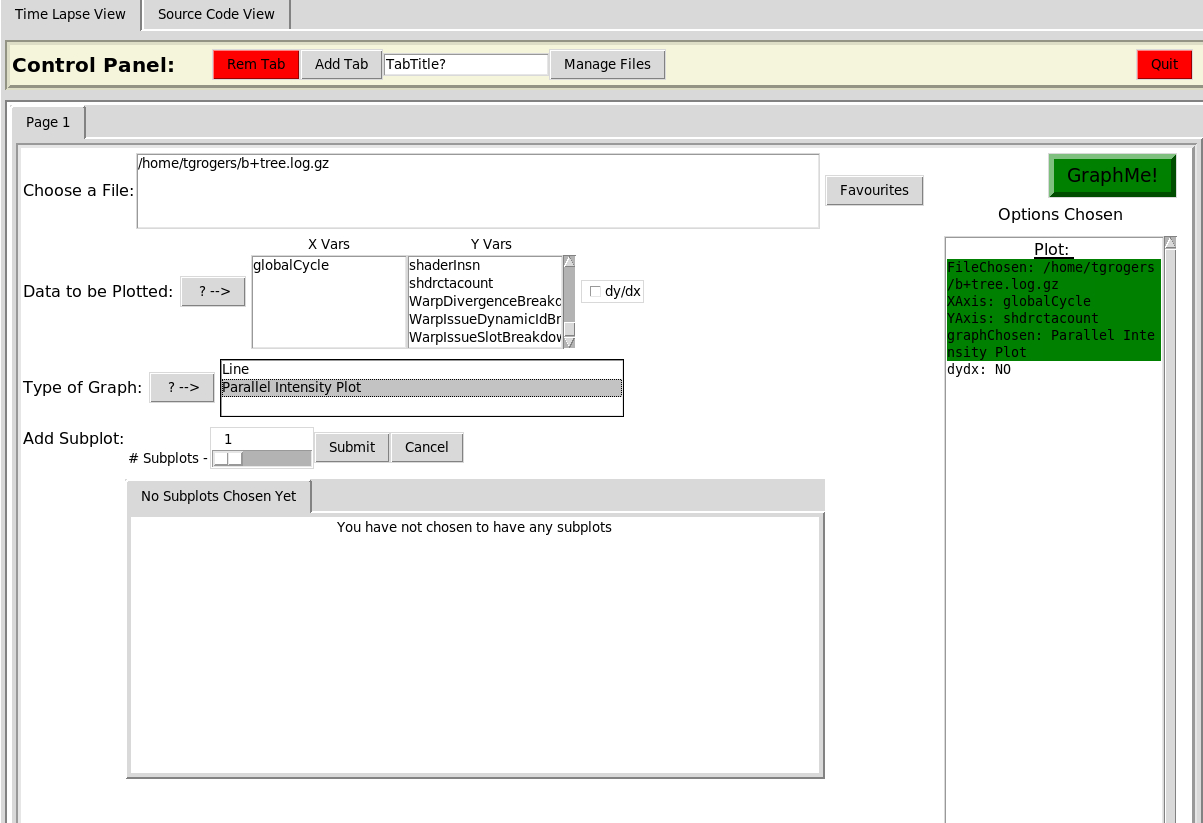 Time Lapse View Source Code View
Control Panel: Rem Tab Add Tab TabTitle? Manage Files Quit
Page 1
/home/tgrogers/b+tree.log.gz
Choose a File: Favourites
GraphMe!
Options Chosen
X Vars Y Vars
Data to be Plotted: ? -->
globalCycle
shaderInsn
shdrctacount
WarpDivergenceBreakc
WarpIssueDynamicIdBr
WarpIssueSlotBreakdow
dy/dx
Type of Graph: ? -->
Line
Parallel Intensity Plot
Add Subplot:
1
# Subplots -
Submit Cancel
No Subplots Chosen Yet
You have not chosen to have any subplots
Plot:
FileChosen: /home/tgrogers
/b+tree.log.gz
XAxis: globalCycle
YAxis: shdrctacount
graphChosen: Parallel Inte
nsity Plot
dydx: NO